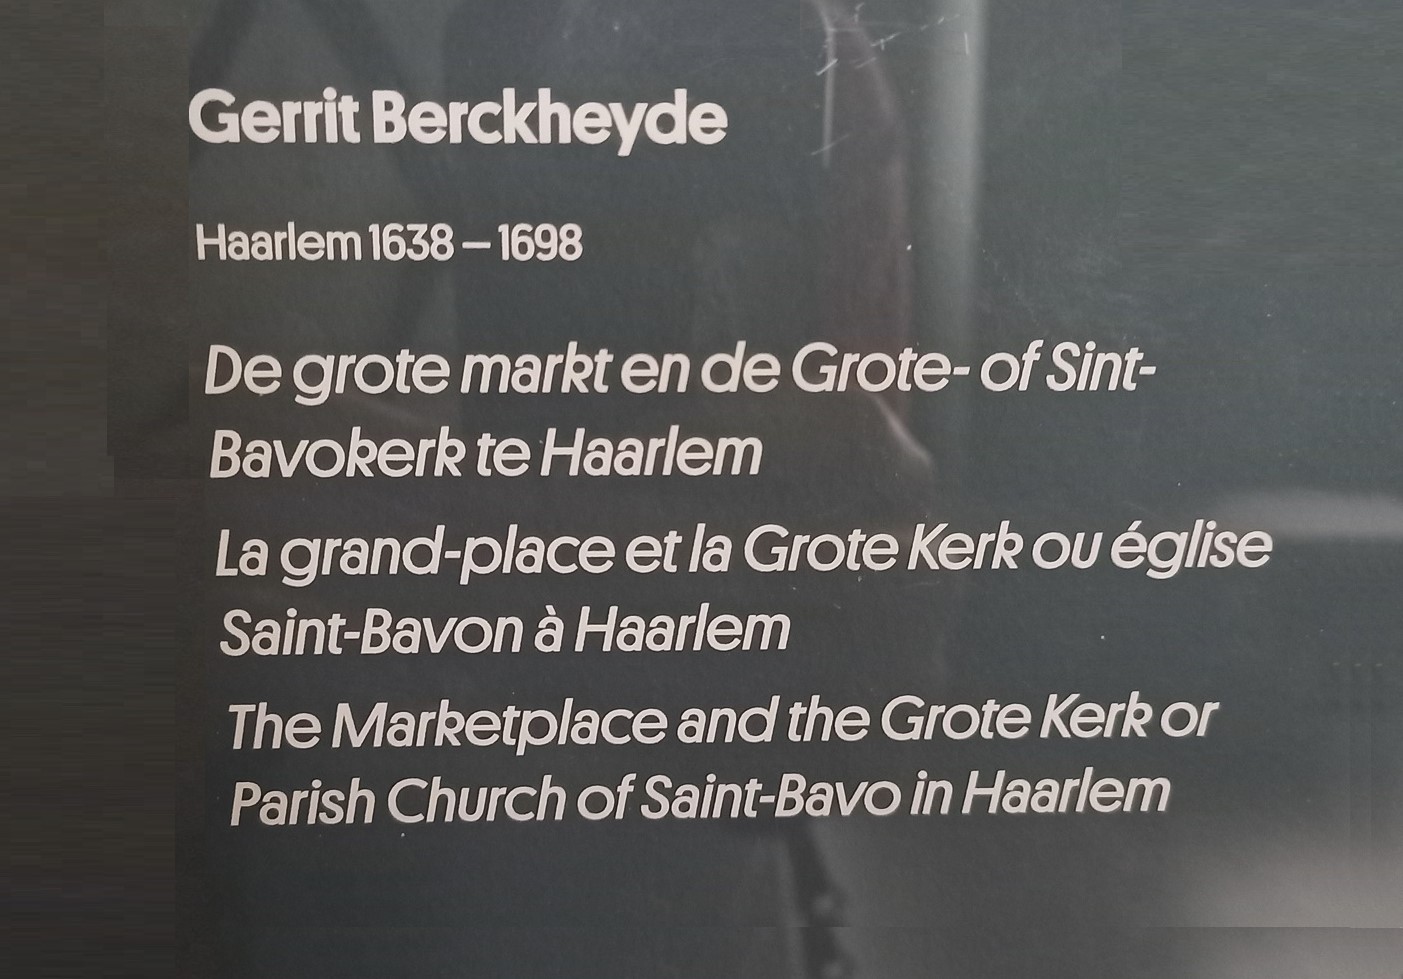 Gerrit Berckheyde
Haarlem 1638 – 1698
De grote markt en de Grote- of Sint-
Bavokerk te Haarlem
La grand-place et la Grote Kerk ou église
Saint-Bavon à Haarlem
The Marketplace and the Grote Kerk or
Parish Church of Saint-Bavo in Haarlem